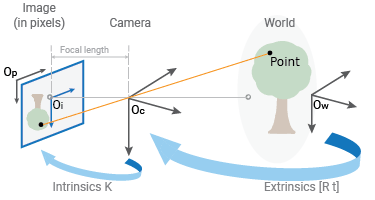 Image
(in pixels)
Camera
World
Focal length
Op
Oi
Oc
Point
Ow
Intrinsics K
Extrinsics [R t]